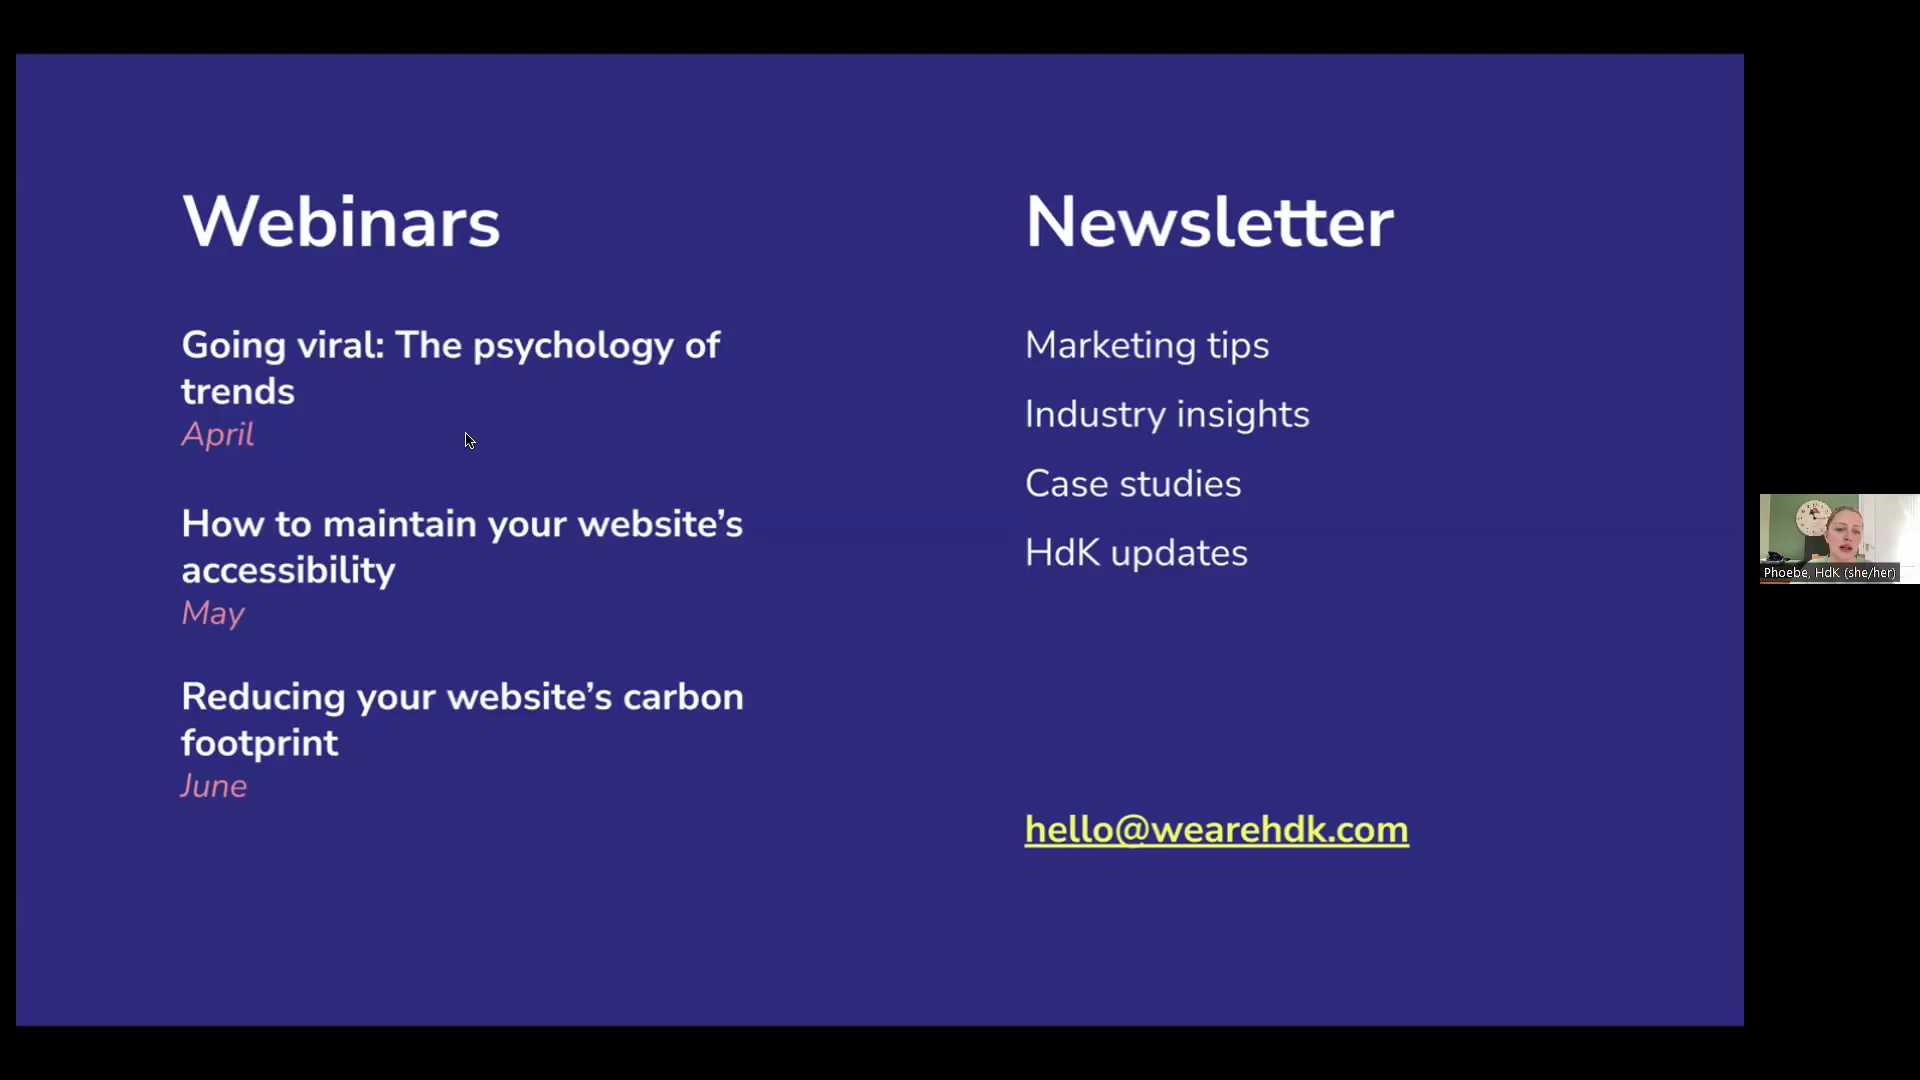 Webinars
Going viral: The psychology of
trends
April
How to maintain your website’s
accessibility
May
Reducing your website’s carbon
footprint
June
Newsletter
Marketing tips
Industry insights
Case studies
HdK updates
hello@wearehdk.com
Phoebe, HdK (she/her)